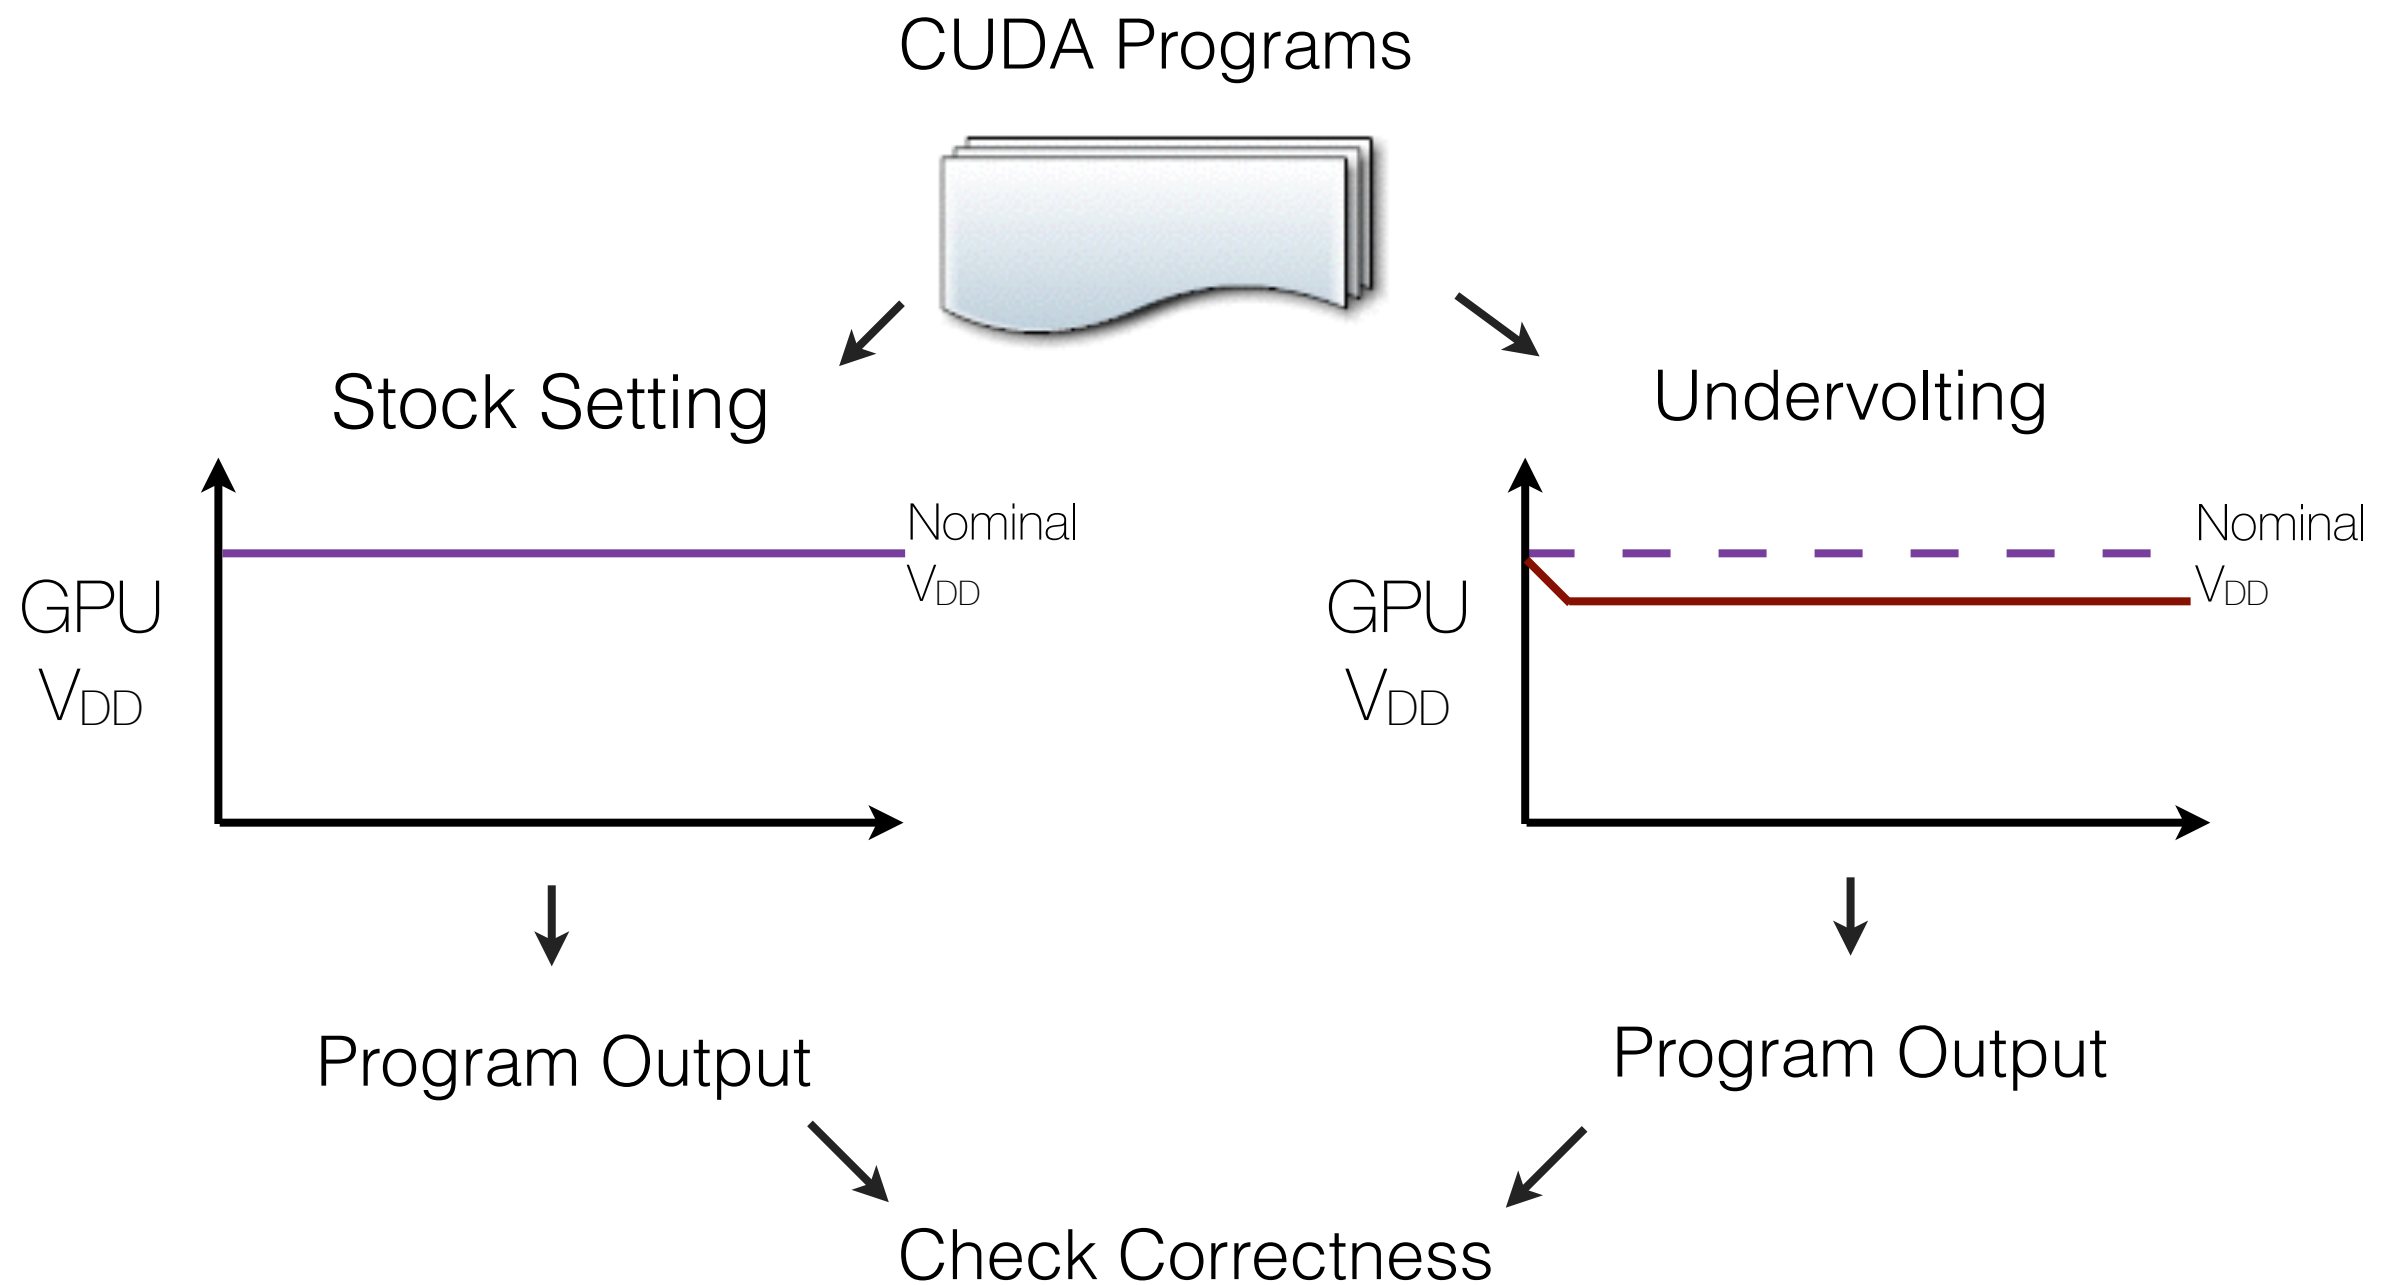 CUDA Programs
Stock Setting
Undervolting
Nominal
VDD
GPU
VDD
Nominal
VDD
GPU
VDD
Program Output
Program Output
Check Correctness